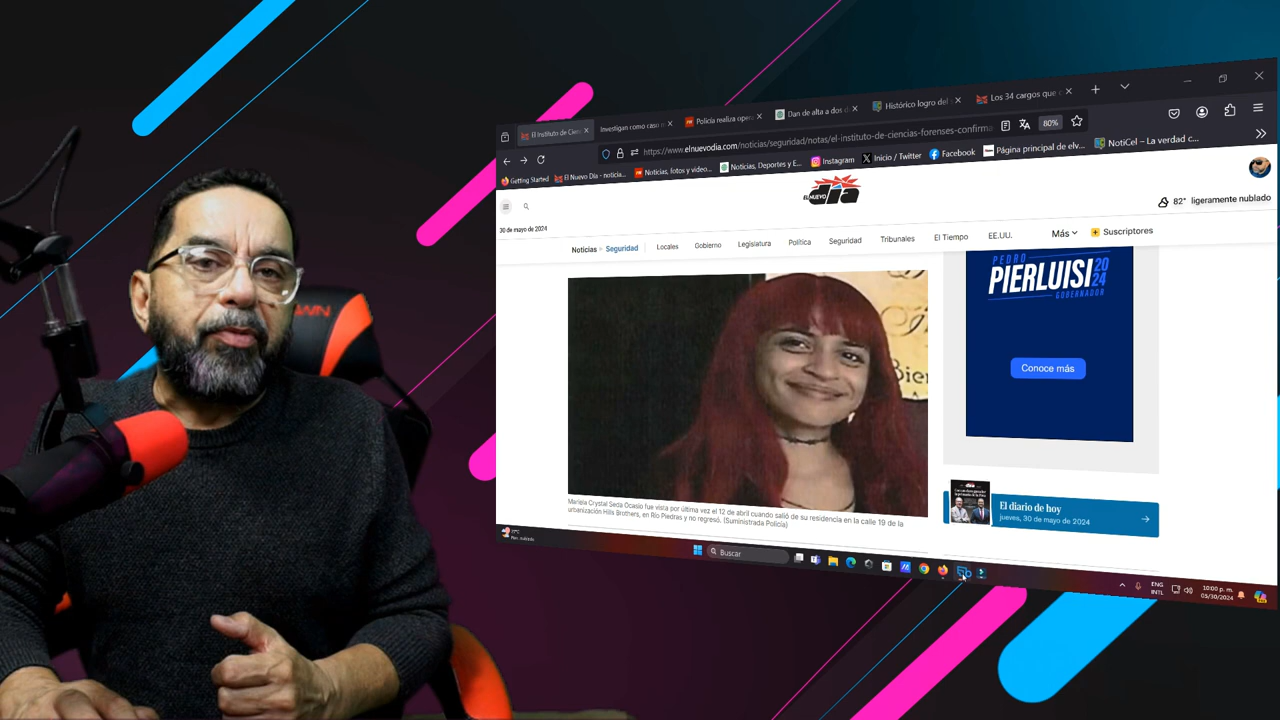 El Instituto de Cien
Investigan como caso
Policía realiza oper
Dan de alta a dos d
Histórico logro del
Los 34 cargos que
https://www.elnuevodia.com/noticias/seguridad/notas/el-instituto-de-ciencias-forenses-confirma
80%
Getting Started
El Nuevo Día - noticia...
Noticias, fotos y video...
Noticias, Deportes y E...
Instagram
Inicio / Twitter
Facebook
Página principal de elv...
NotiCel – La verdad c...
EL NUEVO día
30 de mayo de 2024
82° ligeramente nublado
Noticias > Seguridad
Locales
Gobierno
Legislatura
Política
Seguridad
Tribunales
El Tiempo
EE.UU.
Más
Suscriptores
PEDRO
PIERLUISI 2024
GOBERNADOR
Conoce más
Bien
Mariela Crystal Seda Ocasio fue vista por última vez el 12 de abril cuando salió de su residencia en la calle 19 de la
urbanización Hills Brothers, en Río Piedras y no regresó. (Suministrada Policía)
El diario de hoy
jueves, 30 de mayo de 2024
Buscar
ENG
INTL
10:00 p. m.
05/30/2024
WN